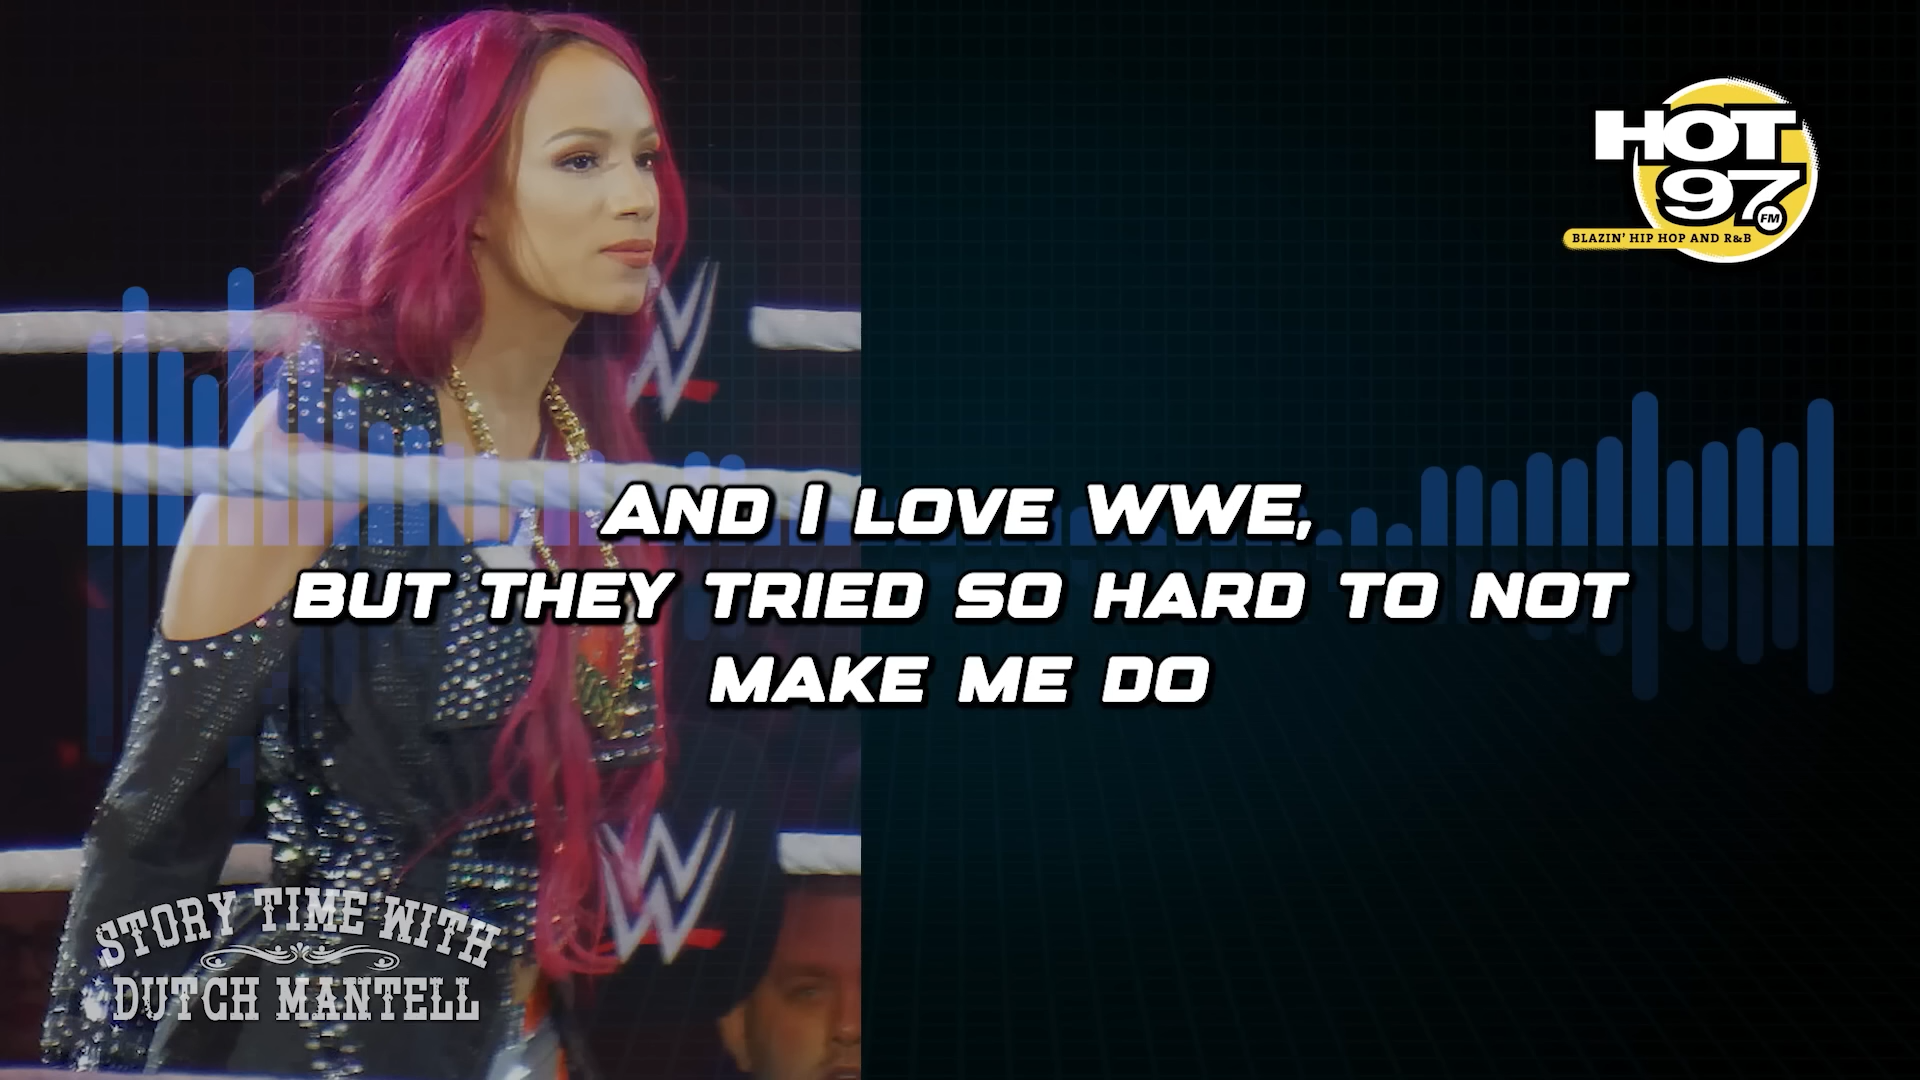 HOT
97
FM
BLAZIN' HIP HOP AND R&B
W
AND I LOVE WWE,
BUT THEY TRIED SO HARD TO NOT
MAKE ME DO
W
STORY TIME WITH
DUTCH MANTELL